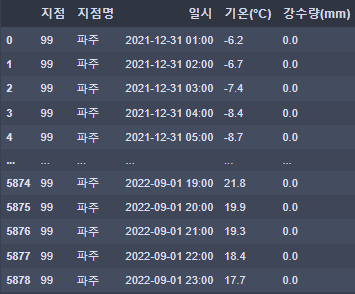 지점 지점명 일시 기온(°C) 강수량(mm)
0 99 파주 2021-12-31 01:00 -6.2 0.0
1 99 파주 2021-12-31 02:00 -6.7 0.0
2 99 파주 2021-12-31 03:00 -7.4 0.0
3 99 파주 2021-12-31 04:00 -8.4 0.0
4 99 파주 2021-12-31 05:00 -8.7 0.0
... ... ... ... ... ...
5874 99 파주 2022-09-01 19:00 21.8 0.0
5875 99 파주 2022-09-01 20:00 19.9 0.0
5876 99 파주 2022-09-01 21:00 19.3 0.0
5877 99 파주 2022-09-01 22:00 18.4 0.0
5878 99 파주 2022-09-01 23:00 17.7 0.0